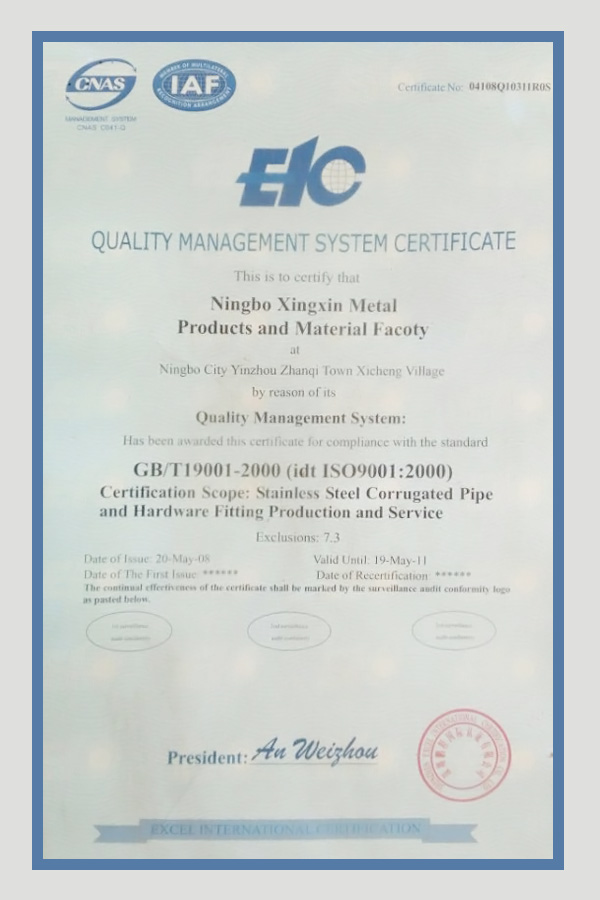 CNAS
MANAGEMENT SYSTEM
CNAS C041-Q
MEMBER OF MULTILATERAL
IAF
RECOGNITION ARRANGEMENT
Certificate No: 04108Q10311R0S
EIC
QUALITY MANAGEMENT SYSTEM CERTIFICATE
This is to certify that
Ningbo Xingxin Metal
Products and Material Facoty
at
Ningbo City Yinzhou Zhanqi Town Xicheng Village
by reason of its
Quality Management System:
Has been awarded this certificate for compliance with the standard
GB/T19001-2000 (idt ISO9001:2000)
Certification Scope: Stainless Steel Corrugated Pipe
and Hardware Fitting Production and Service
Exclusions: 7.3
Date of Issue: 20-May-08 Valid Until: 19-May-11
Date of The First Issue: ****** Date of Recertification: ******
The continual effectiveness of the certificate shall be marked by the surveillance audit conformity logo
as pasted below.
President: An Weizhou
EXCEL INTERNATIONAL CERTIFICATION